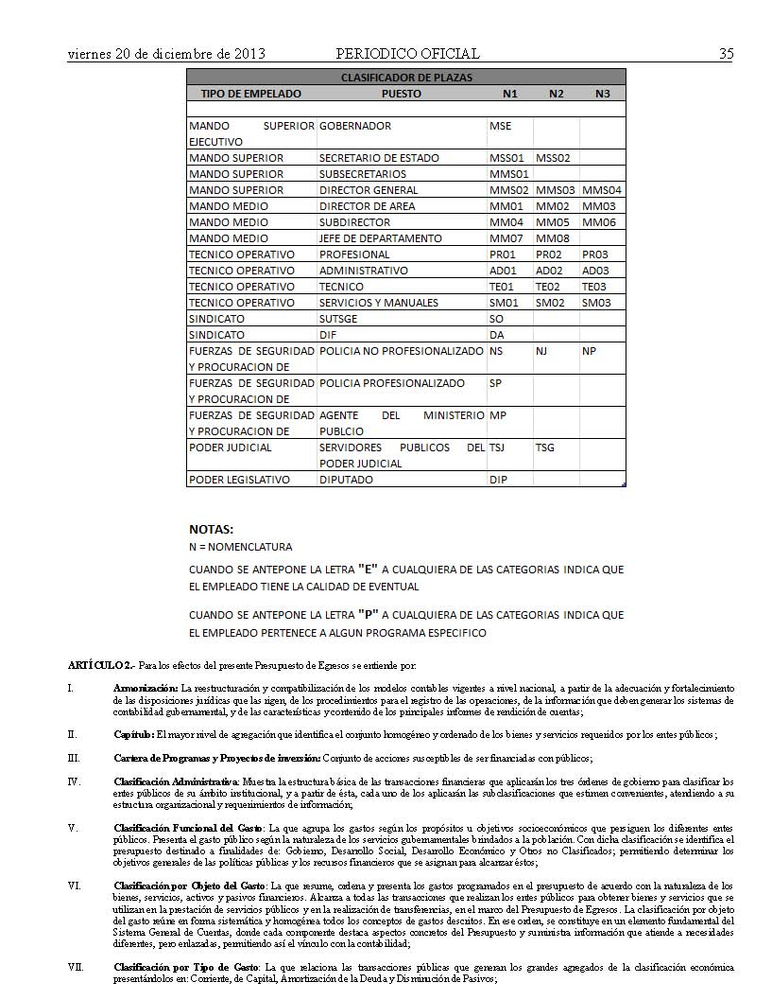 viernes 20 de diciembre de 2013 PERIODICO OFICIAL 35
CLASIFICADOR DE PLAZAS
TIPO DE EMPELADO PUESTO N1 N2 N3
MANDO SUPERIOR GOBERNADOR MSE
EJECUTIVO
MANDO SUPERIOR SECRETARIO DE ESTADO MSS01 MSS02
MANDO SUPERIOR SUBSECRETARIOS MMS01
MANDO SUPERIOR DIRECTOR GENERAL MMS02 MMS03 MMS04
MANDO MEDIO DIRECTOR DE AREA MM01 MM02 MM03
MANDO MEDIO SUBDIRECTOR MM04 MM05 MM06
MANDO MEDIO JEFE DE DEPARTAMENTO MM07 MM08
TECNICO OPERATIVO PROFESIONAL PR01 PR02 PR03
TECNICO OPERATIVO ADMINISTRATIVO AD01 AD02 AD03
TECNICO OPERATIVO TECNICO TE01 TE02 TE03
TECNICO OPERATIVO SERVICIOS Y MANUALES SM01 SM02 SM03
SINDICATO SUTSGE SO
SINDICATO DIF DA
FUERZAS DE SEGURIDAD POLICIA NO PROFESIONALIZADO NS NJ NP
Y PROCURACION DE
FUERZAS DE SEGURIDAD POLICIA PROFESIONALIZADO SP
Y PROCURACION DE
FUERZAS DE SEGURIDAD AGENTE DEL MINISTERIO MP
Y PROCURACION DE PUBLCIO
PODER JUDICIAL SERVIDORES PUBLICOS DEL TSJ TSG
PODER JUDICIAL
PODER LEGISLATIVO DIPUTADO DIP
NOTAS:
N = NOMENCLATURA
CUANDO SE ANTEPONE LA LETRA "E" A CUALQUIERA DE LAS CATEGORIAS INDICA QUE
EL EMPLEADO TIENE LA CALIDAD DE EVENTUAL
CUANDO SE ANTEPONE LA LETRA "P" A CUALQUIERA DE LAS CATEGORIAS INDICA QUE
EL EMPLEADO PERTENECE A ALGUN PROGRAMA ESPECIFICO
ARTÍCULO 2.- Para los efectos del presente Presupuesto de Egresos se entiende por:
I. Armonización: La reestructuración y compatibilización de los modelos contables vigentes a nivel nacional, a partir de la adecuación y fortalecimiento
de las disposiciones jurídicas que las rigen, de los procedimientos para el registro de las operaciones, de la información que deben generar los sistemas de
contabilidad gubernamental, y de las características y contenido de los principales informes de rendición de cuentas;
II. Capítulo: El mayor nivel de agregación que identifica el conjunto homogéneo y ordenado de los bienes y servicios requeridos por los entes públicos;
III. Cartera de Programas y Proyectos de inversión: Conjunto de acciones susceptibles de ser financiadas con públicos;
IV. Clasificación Administrativa: Muestra la estructura básica de las transacciones financieras que aplicarán los tres órdenes de gobierno para clasificar los
entes públicos de su ámbito institucional, y a partir de ésta, cada uno de los aplicarán las subclasificaciones que estimen convenientes, atendiendo a su
estructura organizacional y requerimientos de información;
V. Clasificación Funcional del Gasto: La que agrupa los gastos según los propósitos u objetivos socioeconómicos que persiguen los diferentes entes
públicos. Presenta el gasto público según la naturaleza de los servicios gubernamentales brindados a la población. Con dicha clasificación se identifica el
presupuesto destinado a finalidades de: Gobierno, Desarrollo Social, Desarrollo Económico y Otros no Clasificados; permitiendo determinar los
objetivos generales de las políticas públicas y los recursos financieros que se asignan para alcanzar éstos;
VI. Clasificación por Objeto del Gasto: La que resume, ordena y presenta los gastos programados en el presupuesto de acuerdo con la naturaleza de los
bienes, servicios, activos y pasivos financieros. Alcanza a todas las transacciones que realizan los entes públicos para obtener bienes y servicios que se
utilizan en la prestación de servicios públicos y en la realización de transferencias, en el marco del Presupuesto de Egresos. La clasificación por objeto
del gasto reúne en forma sistemática y homogénea todos los conceptos de gastos descritos. En ese orden, se constituye en un elemento fundamental del
Sistema General de Cuentas, donde cada componente destaca aspectos concretos del Presupuesto y suministra información que atiende a necesidades
diferentes, pero enlazadas, permitiendo así el vínculo con la contabilidad;
VII. Clasificación por Tipo de Gasto: La que relaciona las transacciones públicas que generan los grandes agregados de la clasificación económica
presentándolos en: Corriente, de Capital, Amortización de la Deuda y Disminución de Pasivos;